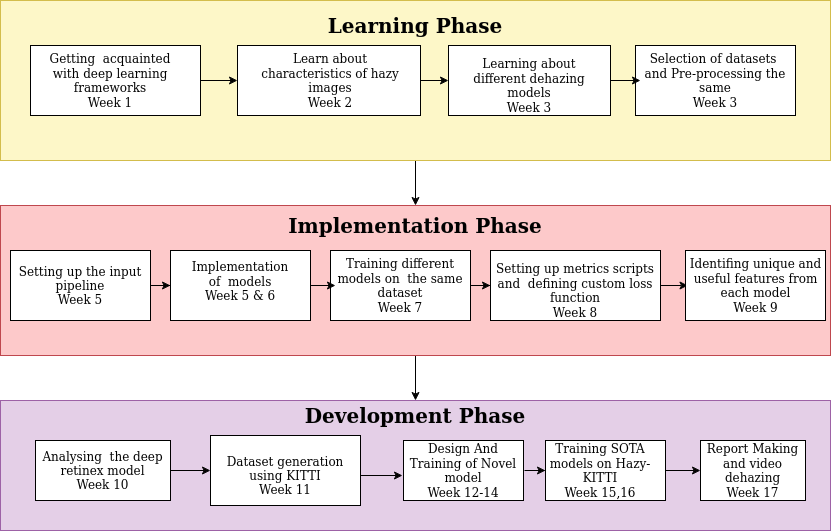 Learning Phase
Getting acquainted
with deep learning
frameworks
Week 1
Learn about
characteristics of hazy
images
Week 2
Learning about
different dehazing
models
Week 3
Selection of datasets
and Pre-processing the
same
Week 3
Implementation Phase
Setting up the input
pipeline
Week 5
Implementation
of models
Week 5 & 6
Training different
models on the same
dataset
Week 7
Setting up metrics scripts
and defining custom loss
function
Week 8
Identifing unique and
useful features from
each model
Week 9
Development Phase
Analysing the deep
retinex model
Week 10
Dataset generation
using KITTI
Week 11
Design And
Training of Novel
model
Week 12-14
Training SOTA
models on Hazy-
KITTI
Week 15,16
Report Making
and video
dehazing
Week 17